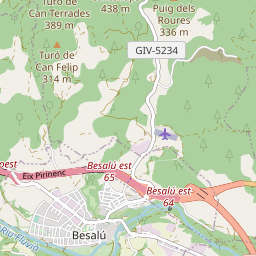 Turó de
Can Terrades
389 m
438 m
Puig dels
Roures
336 m
GIV-5234
Turó de
Can Felip
314 m
Besalú est
65
oest
Eix Pirinenc
Besalú est
64
Besalú
Riu Fluvià